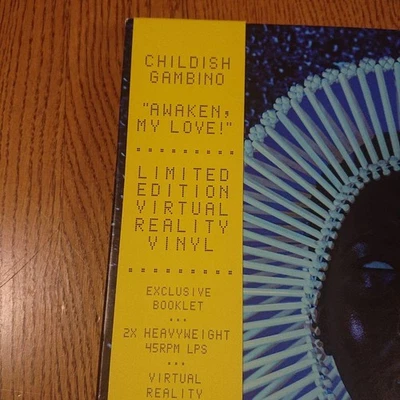 CHILDISH
GAMBINO
"AWAKEN,
MY LOVE!"
LIMITED
EDITION
VIRTUAL
REALITY
VINYL
EXCLUSIVE
BOOKLET
2X HEAVYWEIGHT
45RPM LPS
VIRTUAL
REALITY